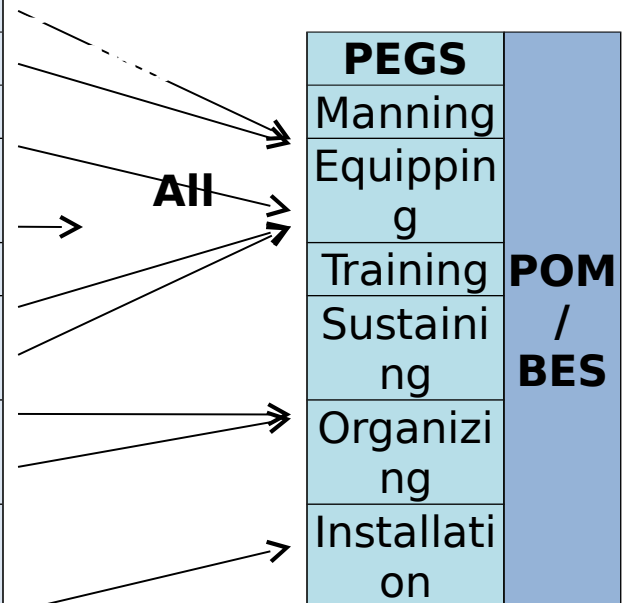 PEGS
Manning
All
Equippin
g
Training
Sustaini
ng
Organizi
ng
Installati
on
POM
/
BES